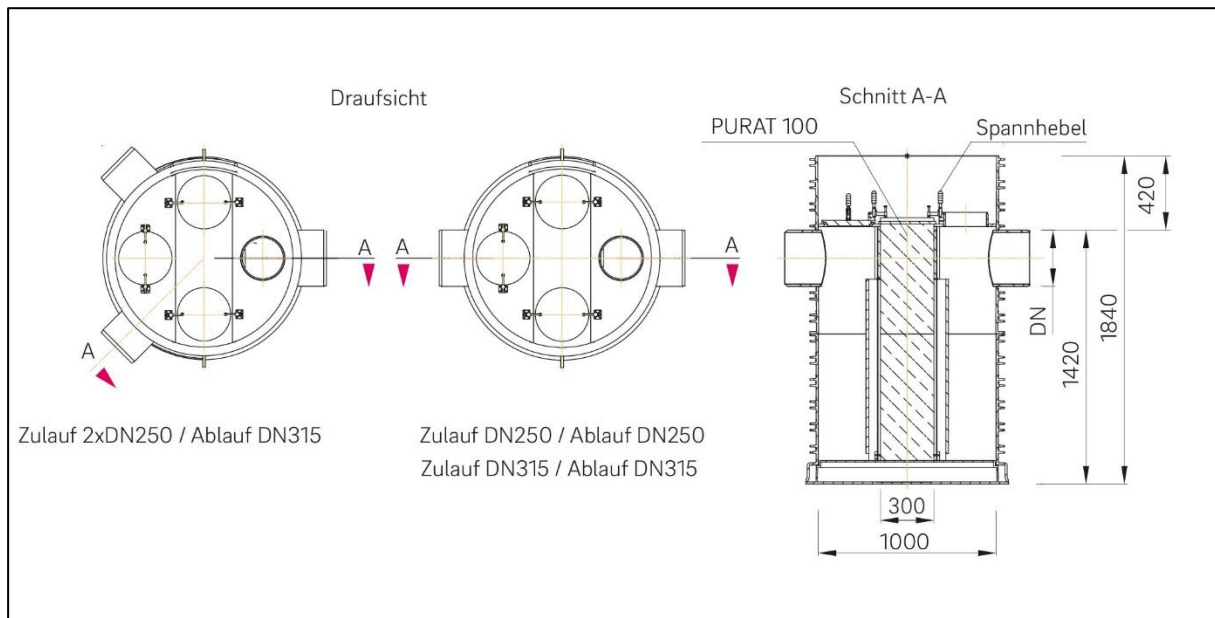 Draufsicht
Schnitt A-A
PURAT 100
Spannhebel
A
A
A
A
Zulauf 2xDN250 / Ablauf DN315
Zulauf DN250 / Ablauf DN250
Zulauf DN315 / Ablauf DN315
420
DN
1420
1840
300
1000